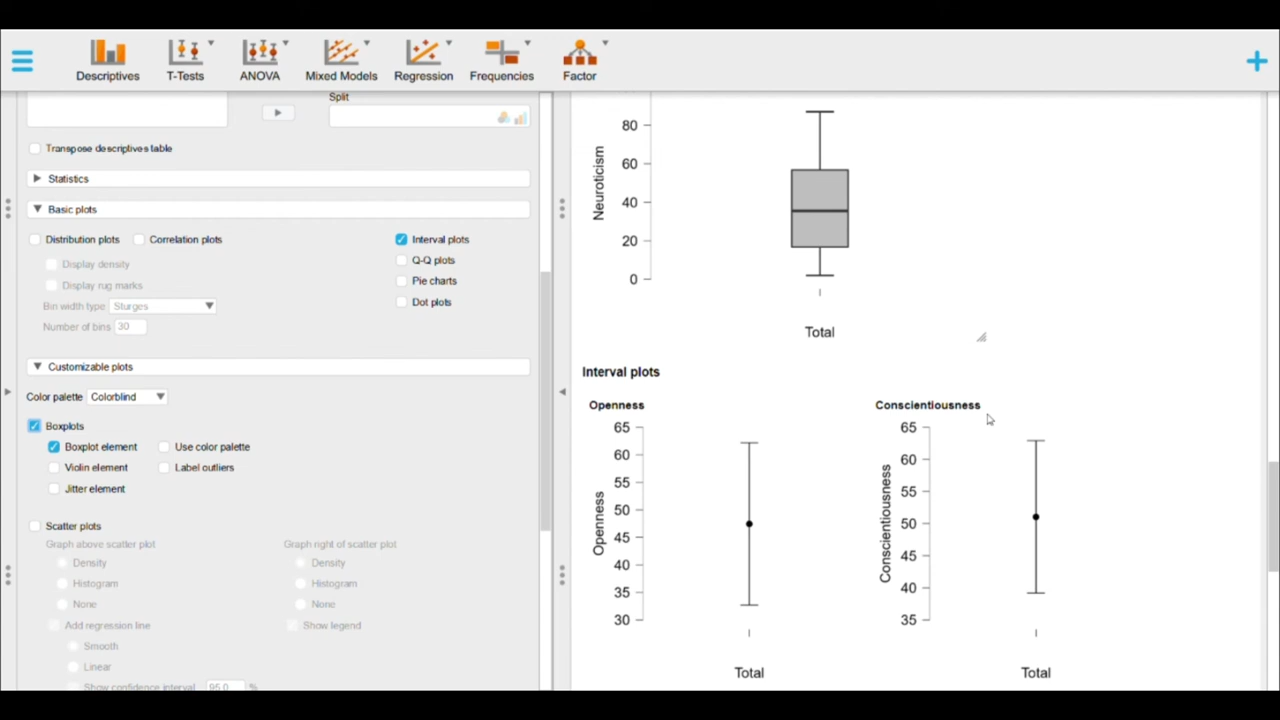 Descriptives T-Tests ANOVA Mixed Models Regression Frequencies Factor
Split
Transpose descriptives table
Statistics
Basic plots
Distribution plots Correlation plots Interval plots
Display density Q-Q plots
Display rug marks Pie charts
Bin width type Sturges Dot plots
Number of bins 30
Customizable plots
Color palette Colorblind
Boxplots
Boxplot element Use color palette
Violin element Label outliers
Jitter element
Scatter plots
Graph above scatter plot Graph right of scatter plot
Density Density
Histogram Histogram
None None
Add regression line Show legend
Smooth
Linear
Show confidence interval 95.0 %
Neuroticism
80
60
40
20
0
Total
Interval plots
Openness
Openness
65
60
55
50
45
40
35
30
Total
Conscientiousness
Conscientiousness
65
60
55
50
45
40
35
Total